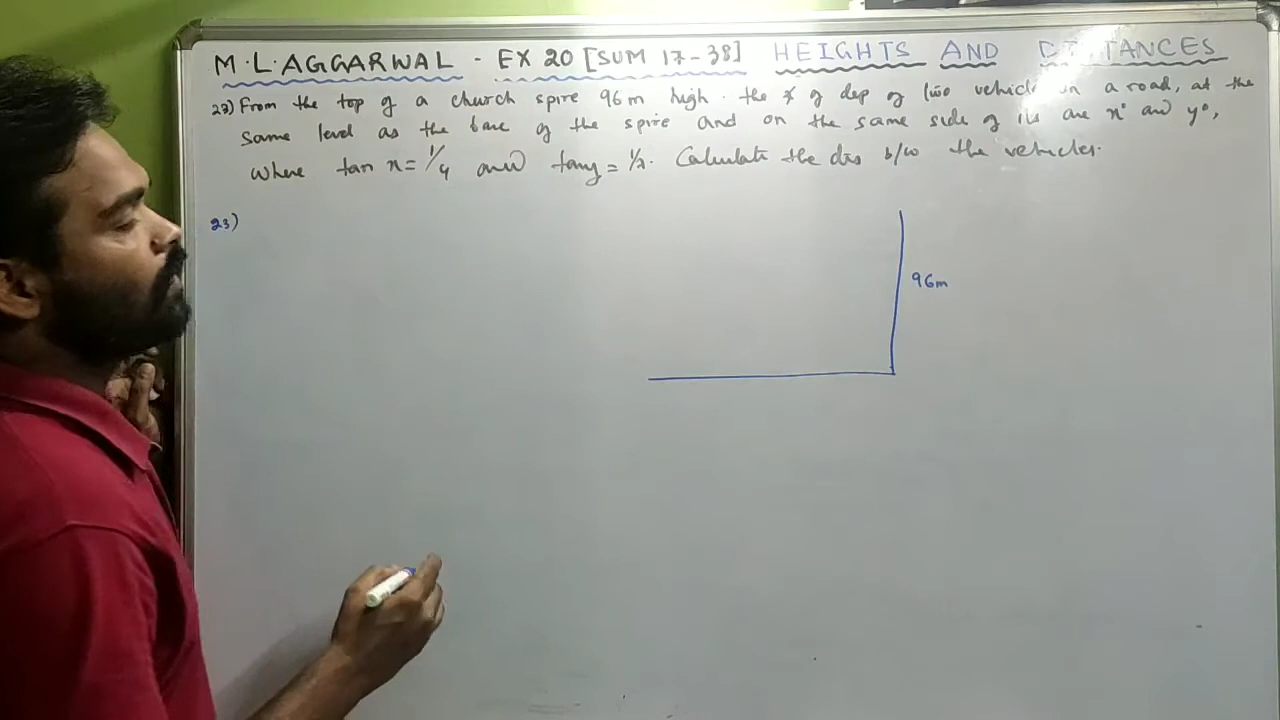 M.L.AGGARWAL - EX 20 [SUM 17-38] HEIGHTS AND DISTANCES
23) From the top of a church spire 96 m high. the ∡ of dep of two vehicles on a road, at the
same level as the base of the spire and on the same side of its are x° and y°,
where tan x = 1/4 and tan y = 1/7. Calculate the dis b/w the vehicles.
23)
96m